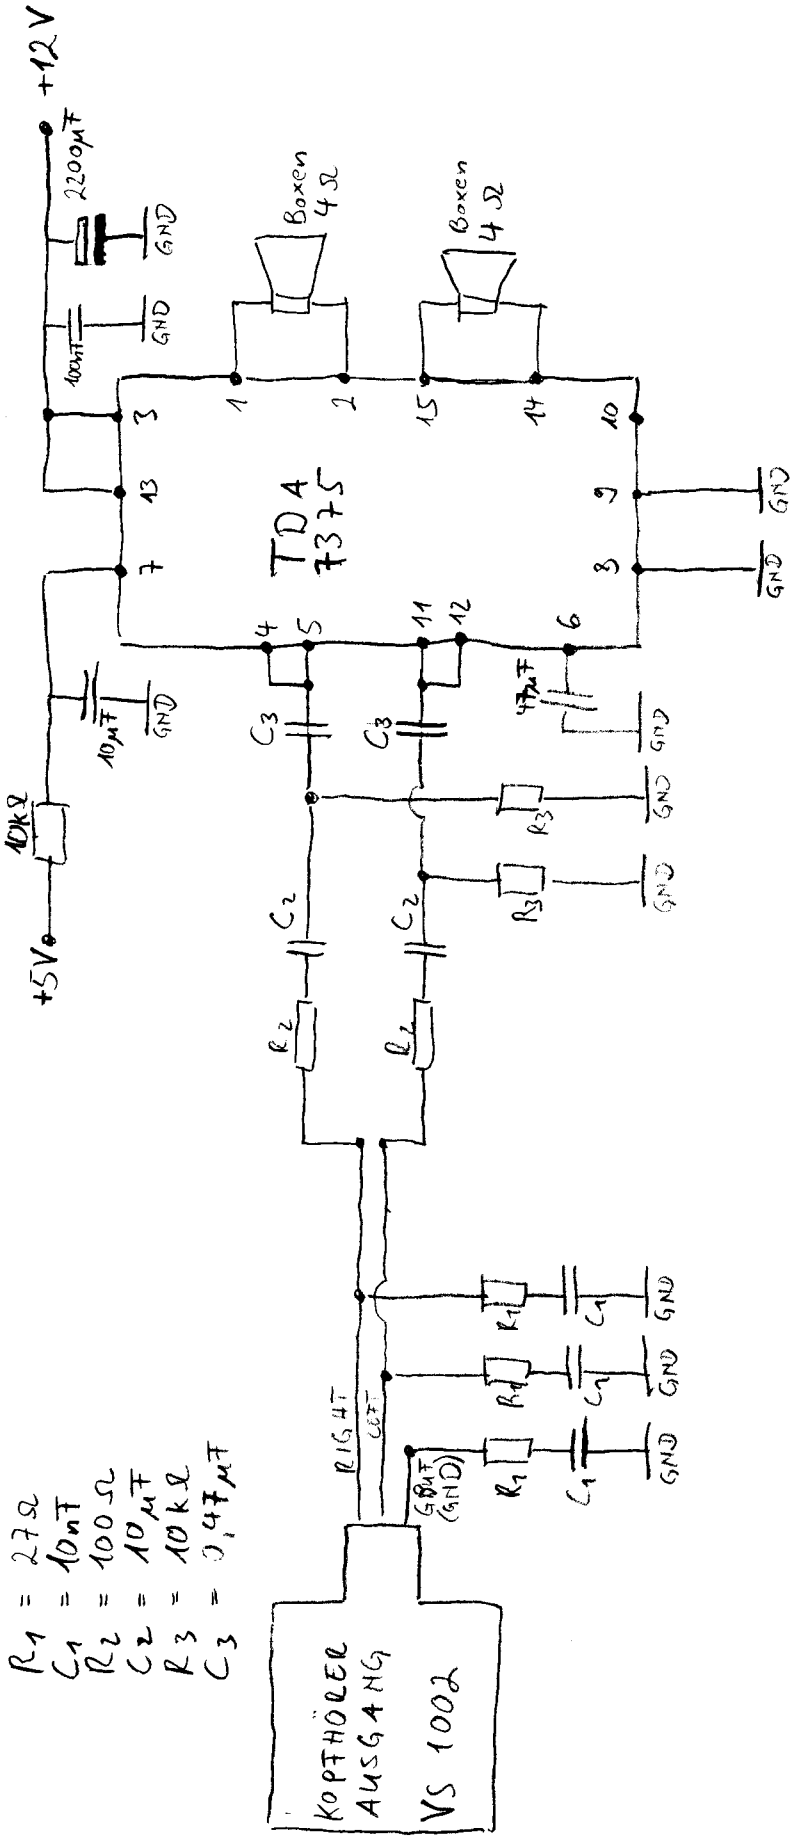 R1 = 27Ω
C1 = 10nF
R2 = 100Ω
C2 = 10µF
R3 = 10kΩ
C3 = 0,47µF
KOPFHÖRER
AUSGANG
VS 1002
RIGHT
LEFT
GBUF
(GND)
R1
C1
GND
R1
C1
GND
R1
C1
GND
R2
C2
C3
R2
C2
C3
R3
GND
R3
GND
+5V
10kΩ
10µF
GND
47µF
GND
4
5
11
12
6
7
13
3
TDA
7375
8
9
10
GND
GND
1
2
15
14
100nF
GND
2200µF
GND
+12V
Boxen
4Ω
Boxen
4Ω